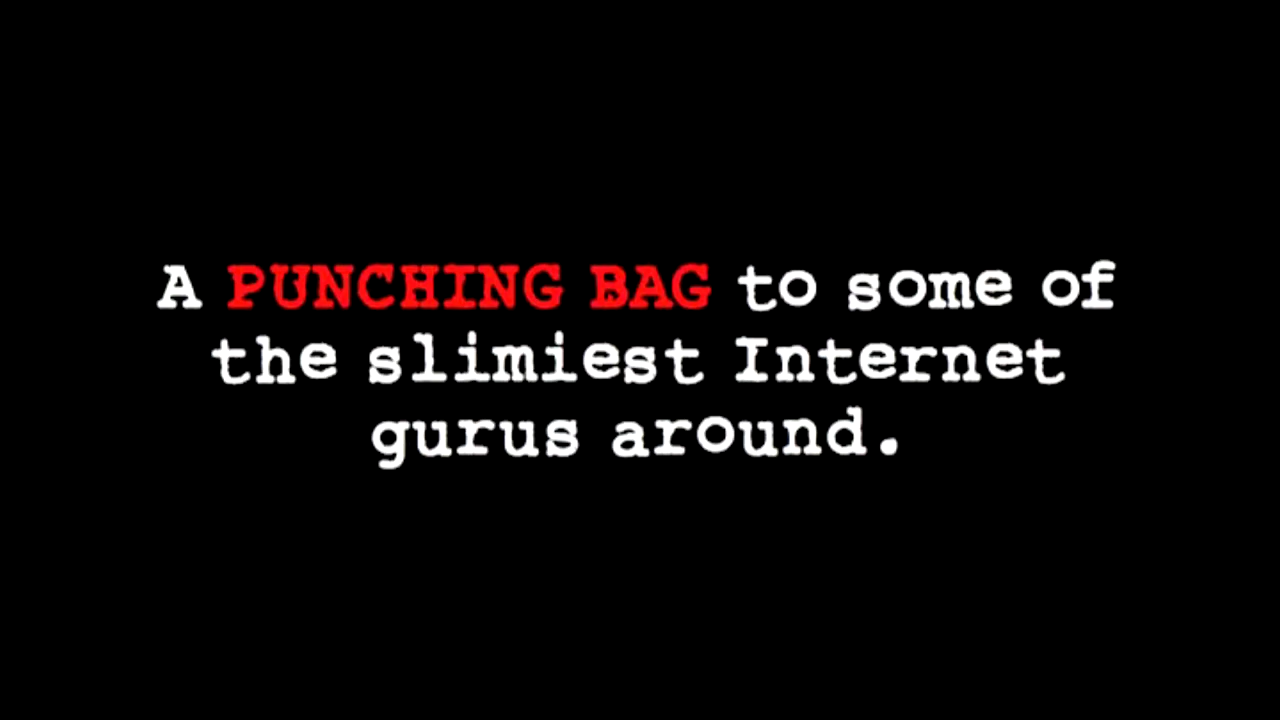 A PUNCHING BAG to some of
the slimiest Internet
gurus around.